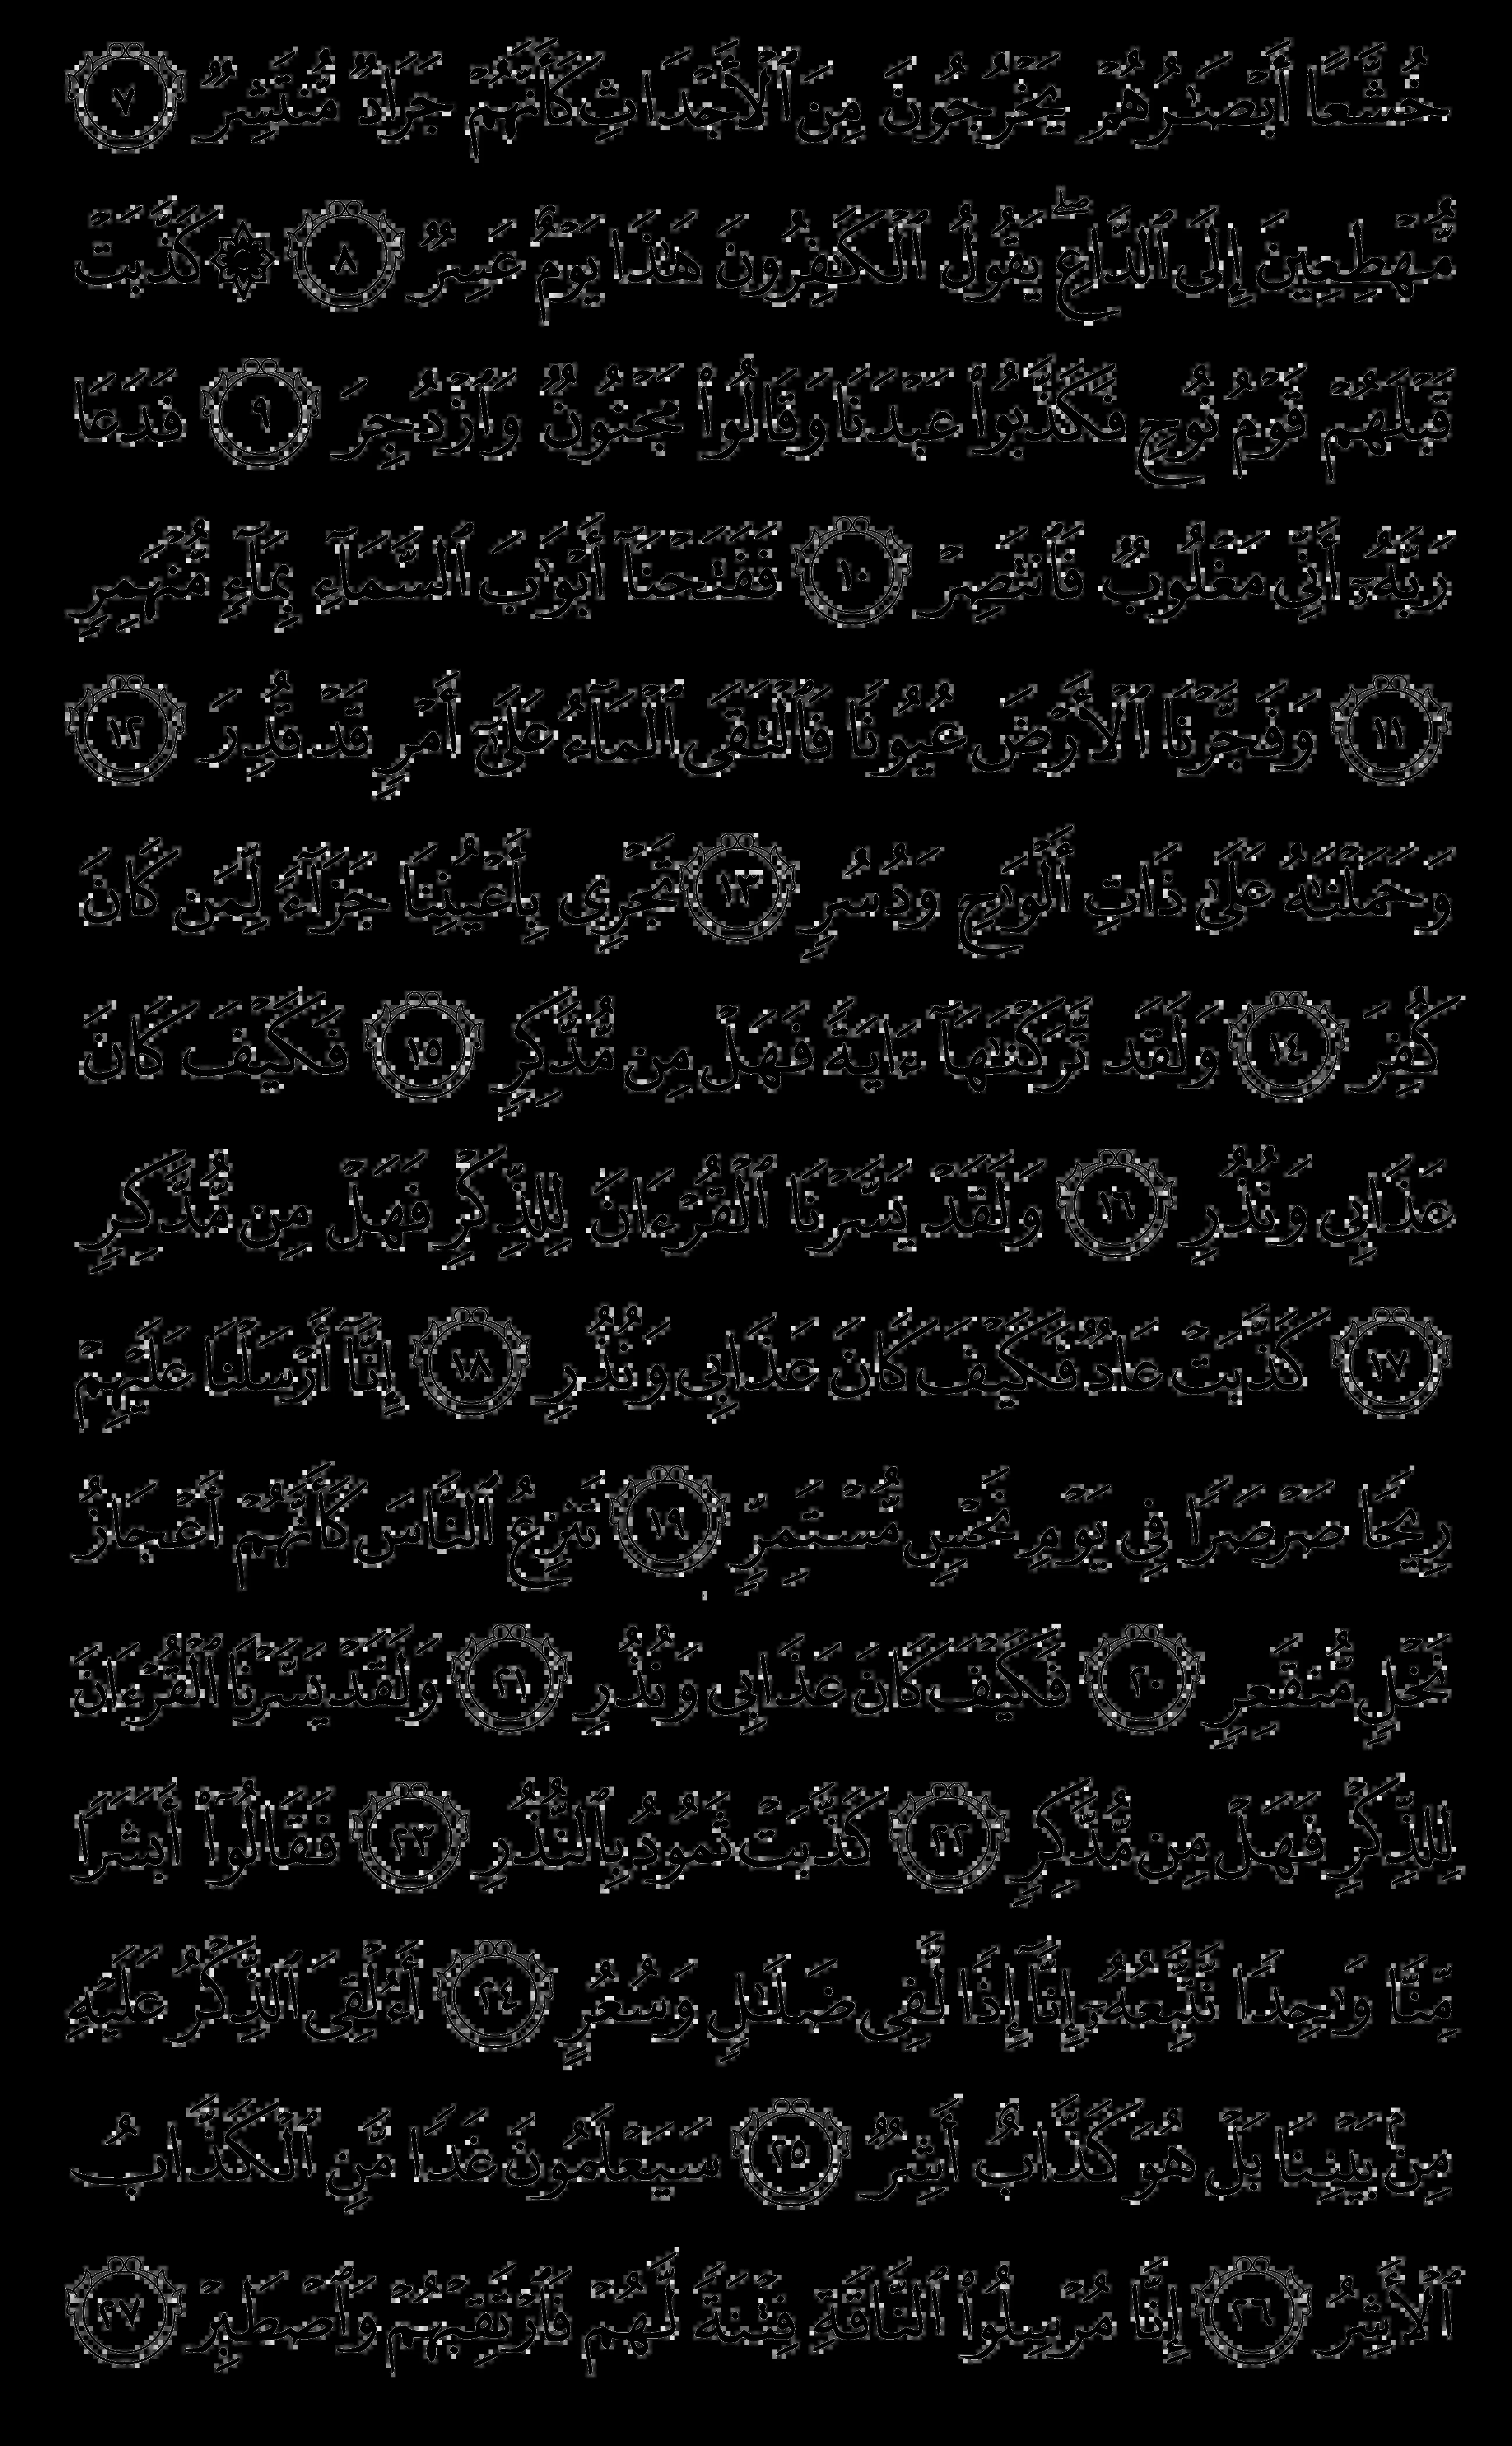 خُشَّعًا أَبْصَٰرُهُمْ يَخْرُجُونَ مِنَ ٱلْأَجْدَاثِ كَأَنَّهُمْ جَرَادٌ مُّنتَشِرٌ ٧
مُّهْطِعِينَ إِلَى ٱلدَّاعِ ۖ يَقُولُ ٱلْكَٰفِرُونَ هَٰذَا يَوْمٌ عَسِرٌ ٨ ۞ كَذَّبَتْ
قَبْلَهُمْ قَوْمُ نُوحٍ فَكَذَّبُوا۟ عَبْدَنَا وَقَالُوا۟ مَجْنُونٌ وَٱزْدُجِرَ ٩ فَدَعَا
رَبَّهُۥٓ أَنِّى مَغْلُوبٌ فَٱنتَصِرْ ١٠ فَفَتَحْنَآ أَبْوَٰبَ ٱلسَّمَآءِ بِمَآءٍ مُّنْهَمِرٍ
١١ وَفَجَّرْنَا ٱلْأَرْضَ عُيُونًا فَٱلْتَقَى ٱلْمَآءُ عَلَىٰٓ أَمْرٍ قَدْ قُدِرَ ١٢
وَحَمَلْنَٰهُ عَلَىٰ ذَاتِ أَلْوَٰحٍ وَدُسُرٍ ١٣ تَجْرِى بِأَعْيُنِنَا جَزَآءً لِّمَن كَانَ
كُفِرَ ١٤ وَلَقَد تَّرَكْنَٰهَآ ءَايَةً فَهَلْ مِن مُّدَّكِرٍ ١٥ فَكَيْفَ كَانَ
عَذَابِى وَنُذُرِ ١٦ وَلَقَدْ يَسَّرْنَا ٱلْقُرْءَانَ لِلذِّكْرِ فَهَلْ مِن مُّدَّكِرٍ
١٧ كَذَّبَتْ عَادٌ فَكَيْفَ كَانَ عَذَابِى وَنُذُرِ ١٨ إِنَّآ أَرْسَلْنَا عَلَيْهِمْ
رِيحًا صَرْصَرًا فِى يَوْمِ نَحْسٍ مُّسْتَمِرٍّ ١٩ تَنزِعُ ٱلنَّاسَ كَأَنَّهُمْ أَعْجَازُ
نَخْلٍ مُّنقَعِرٍ ٢٠ فَكَيْفَ كَانَ عَذَابِى وَنُذُرِ ٢١ وَلَقَدْ يَسَّرْنَا ٱلْقُرْءَانَ
لِلذِّكْرِ فَهَلْ مِن مُّدَّكِرٍ ٢٢ كَذَّبَتْ ثَمُودُ بِٱلنُّذُرِ ٢٣ فَقَالُوٓا۟ أَبَشَرًا
مِّنَّا وَٰحِدًا نَّتَّبِعُهُۥٓ إِنَّآ إِذًا لَّفِى ضَلَٰلٍ وَسُعُرٍ ٢٤ أَءُلْقِىَ ٱلذِّكْرُ عَلَيْهِ
مِنۢ بَيْنِنَا بَلْ هُوَ كَذَّابٌ أَشِرٌ ٢٥ سَيَعْلَمُونَ غَدًا مَّنِ ٱلْكَذَّابُ
ٱلْأَشِرُ ٢٦ إِنَّا مُرْسِلُوا۟ ٱلنَّاقَةِ فِتْنَةً لَّهُمْ فَٱرْتَقِبْهُمْ وَٱصْطَبِرْ ٢٧